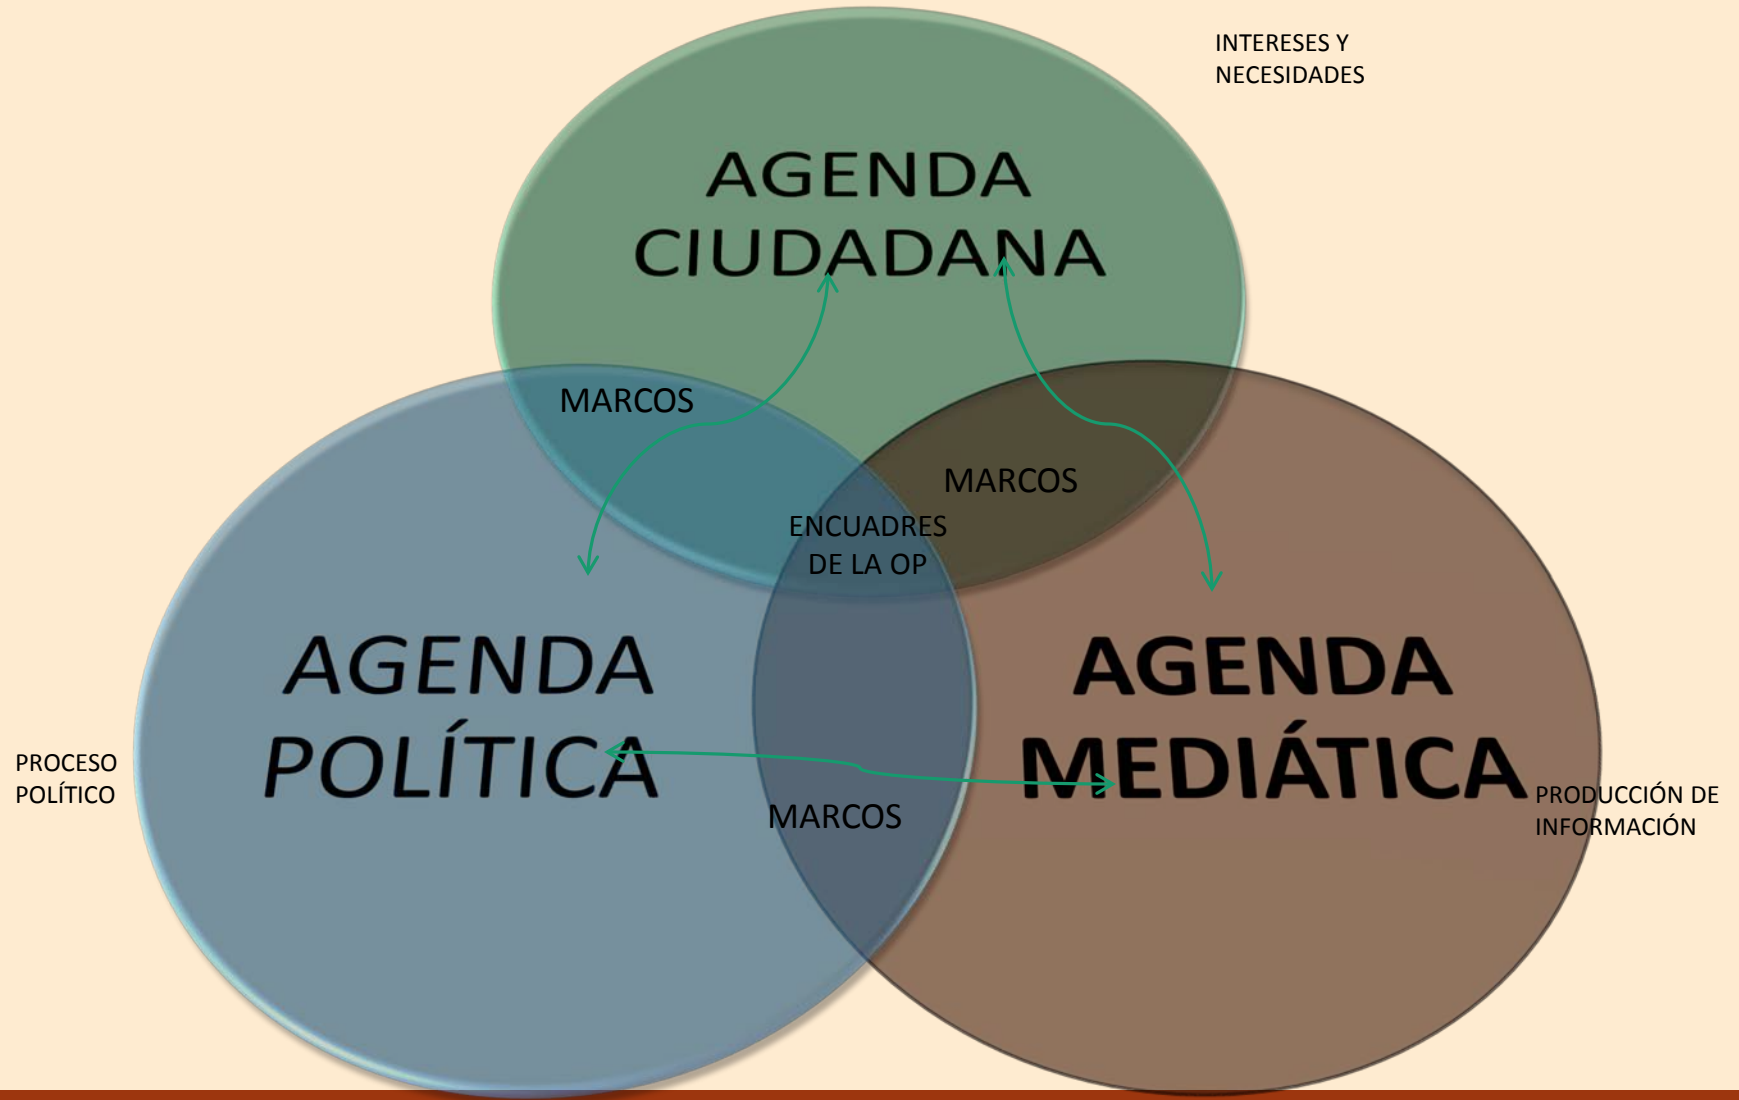 INTERESES Y
NECESIDADES
AGENDA
CIUDADANA
MARCOS
MARCOS
ENCUADRES
DE LA OP
AGENDA
POLÍTICA
AGENDA
MEDIÁTICA
PROCESO
POLÍTICO
MARCOS
PRODUCCIÓN DE
INFORMACIÓN